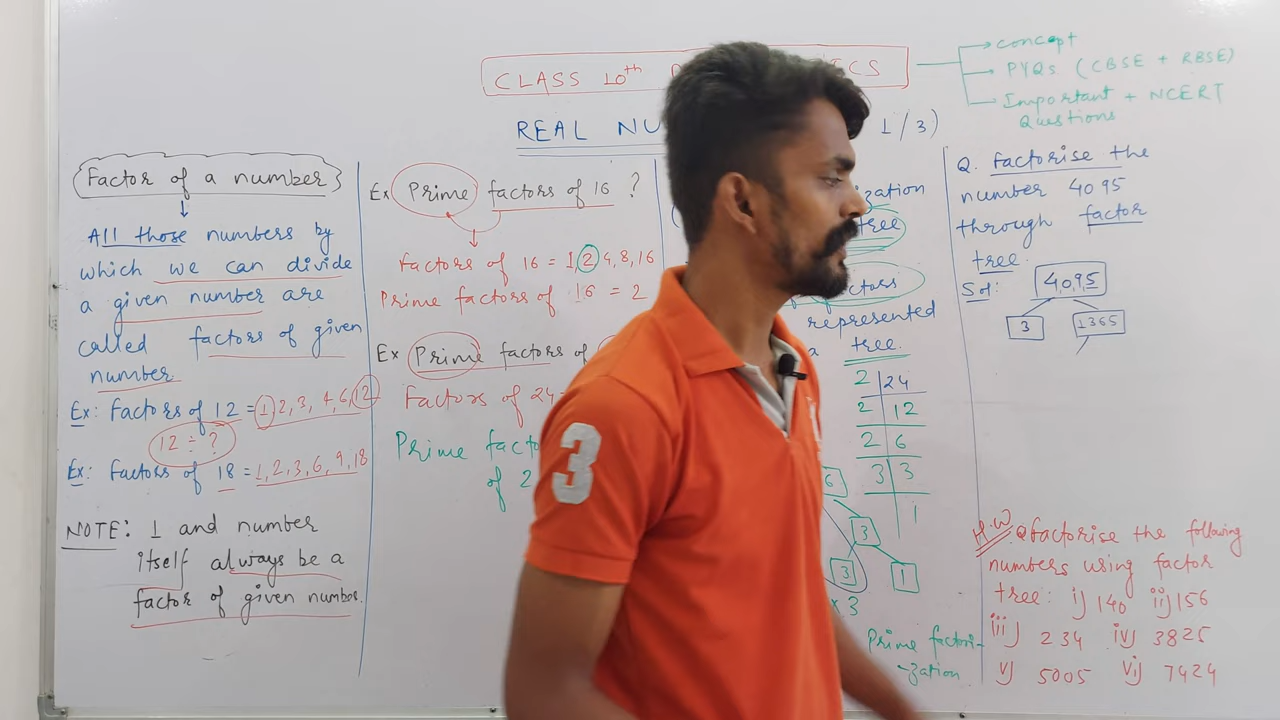 CLASS 10th
CS
REAL NU
1/3)
→ concept
→ PYQs (CBSE + RBSE)
→ Important + NCERT
Questions
Factor of a number
↓
All those numbers by
which we can divide
a given number are
called factors of given
number.
Ex: Factors of 12 = 1, 2, 3, 4, 6, 12
12 ÷ ?
Ex: Factors of 18 = 1, 2, 3, 6, 9, 18
NOTE: 1 and number
itself always be a
factor of given number.
Ex Prime factors of 16 ?
Factors of 16 = 1, 2, 4, 8, 16
Prime factors of 16 = 2
Ex Prime factors of
Factors of 24 =
Prime facto
of 2
ization
tree
ctors
represented
a tree.
2 24
2 12
2 6
3 3
1
6
3
3 1
x 3
Prime factori-
-zation
Q. Factorise the
number 4095
through factor
tree.
Sol:
4095
3 1365
H.W Q Factorise the following
numbers using factor
tree: i) 140 ii) 156
iii) 234 iv) 3825
v) 5005 vi) 7424
3